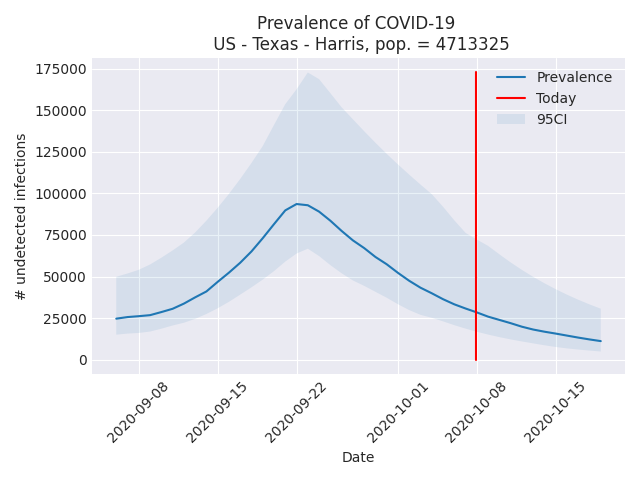 Prevalence of COVID-19
US - Texas - Harris, pop. = 4713325
175000
150000
125000
100000
75000
50000
25000
0
# undetected infections
Prevalence
Today
95CI
2020-09-08
2020-09-15
2020-09-22
2020-10-01
2020-10-08
2020-10-15
Date